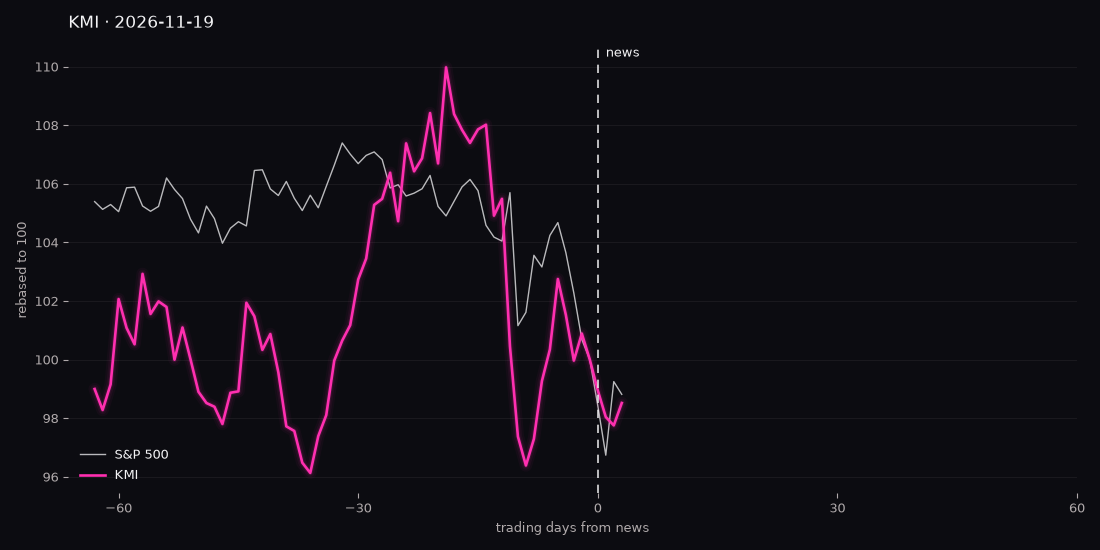 KMI · 2026-11-19
news
110
108
106
104
102
100
98
96
rebased to 100
S&P 500
KMI
−60
−30
0
30
60
trading days from news